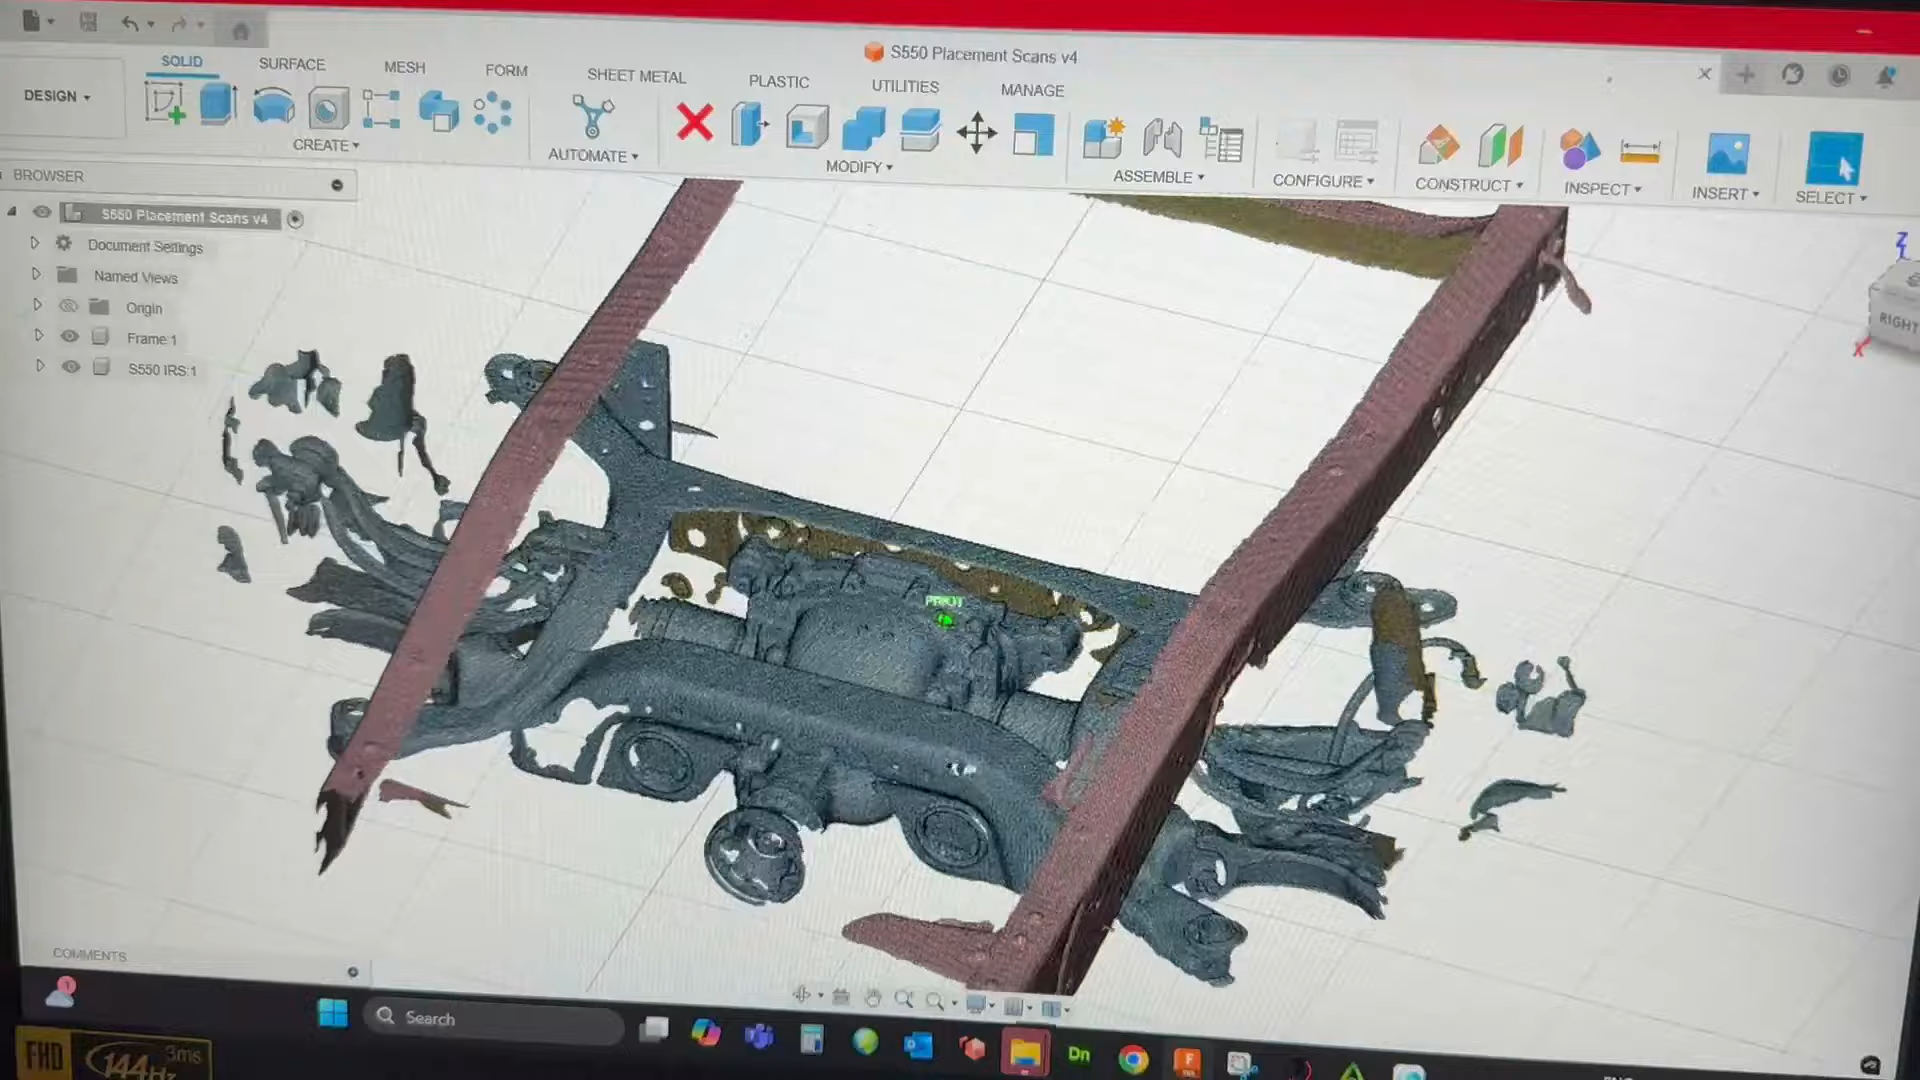 S550 Placement Scans v4
SOLID
SURFACE
MESH
FORM
SHEET METAL
PLASTIC
UTILITIES
MANAGE
DESIGN
CREATE
AUTOMATE
MODIFY
ASSEMBLE
CONFIGURE
CONSTRUCT
INSPECT
INSERT
SELECT
BROWSER
S550 Placement Scans v4
Document Settings
Named Views
Origin
Frame:1
S550 IRS:1
Z
RIGHT
X
COMMENTS
Search
Dn
FHD
144Hz
3ms